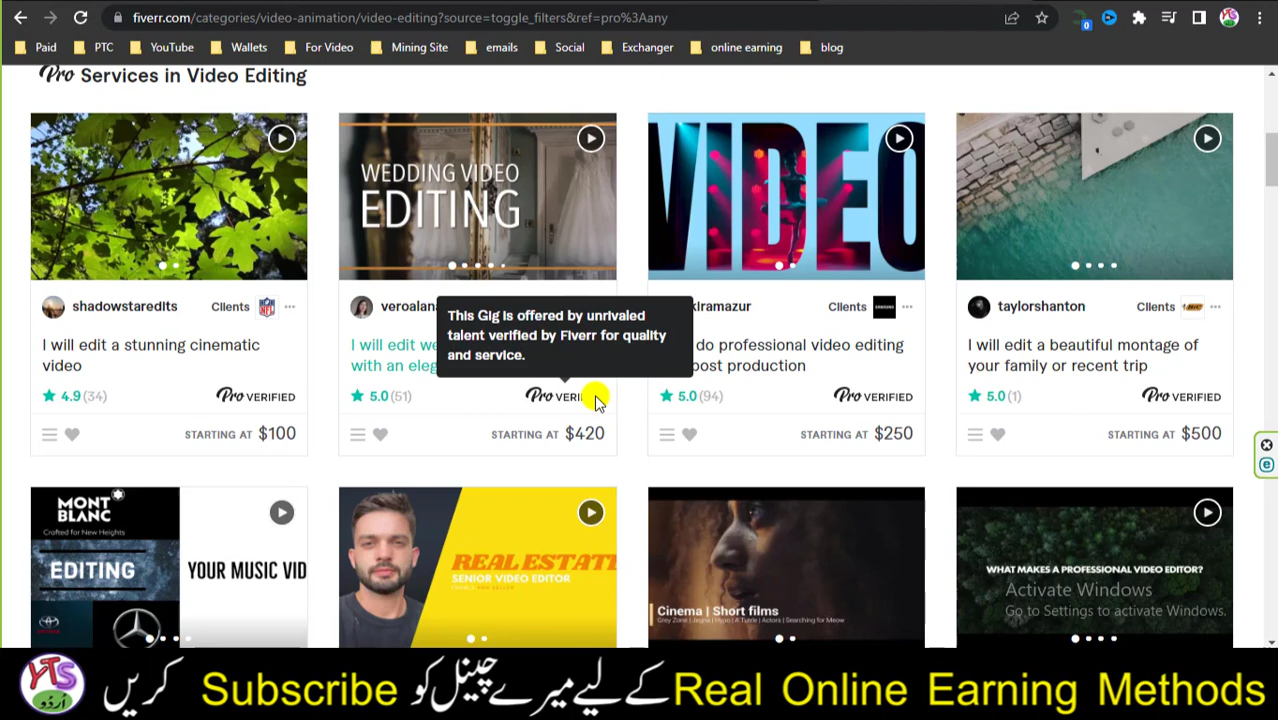 fiverr.com/categories/video-animation/video-editing?source=toggle_filters&ref=pro%3Aany
0
Paid PTC YouTube Wallets For Video Mining Site emails Social Exchanger online earning blog
Pro Services in Video Editing
WEDDING VIDEO
EDITING
VIDEO
shadowstaredits Clients
I will edit a stunning cinematic
video
4.9 (34) Pro VERIFIED
STARTING AT $100
veroalan
I will edit we
with an eleg
5.0 (51) Pro VERIF
STARTING AT $420
This Gig is offered by unrivaled
talent verified by Fiverr for quality
and service.
kiramazur Clients
do professional video editing
post production
5.0 (94) Pro VERIFIED
STARTING AT $250
taylorshanton Clients
I will edit a beautiful montage of
your family or recent trip
5.0 (1) Pro VERIFIED
STARTING AT $500
MONT
BLANC
Crafted for New Heights
EDITING
YOUR MUSIC VID
REAL ESTATE
SENIOR VIDEO EDITOR
Cinema | Short films
WHAT MAKES A PROFESSIONAL VIDEO EDITOR?
Activate Windows
Go to Settings to activate Windows.
YTS
اردو
Real Online Earning Methods کے لیے میرے چینل کو Subscribe کریں